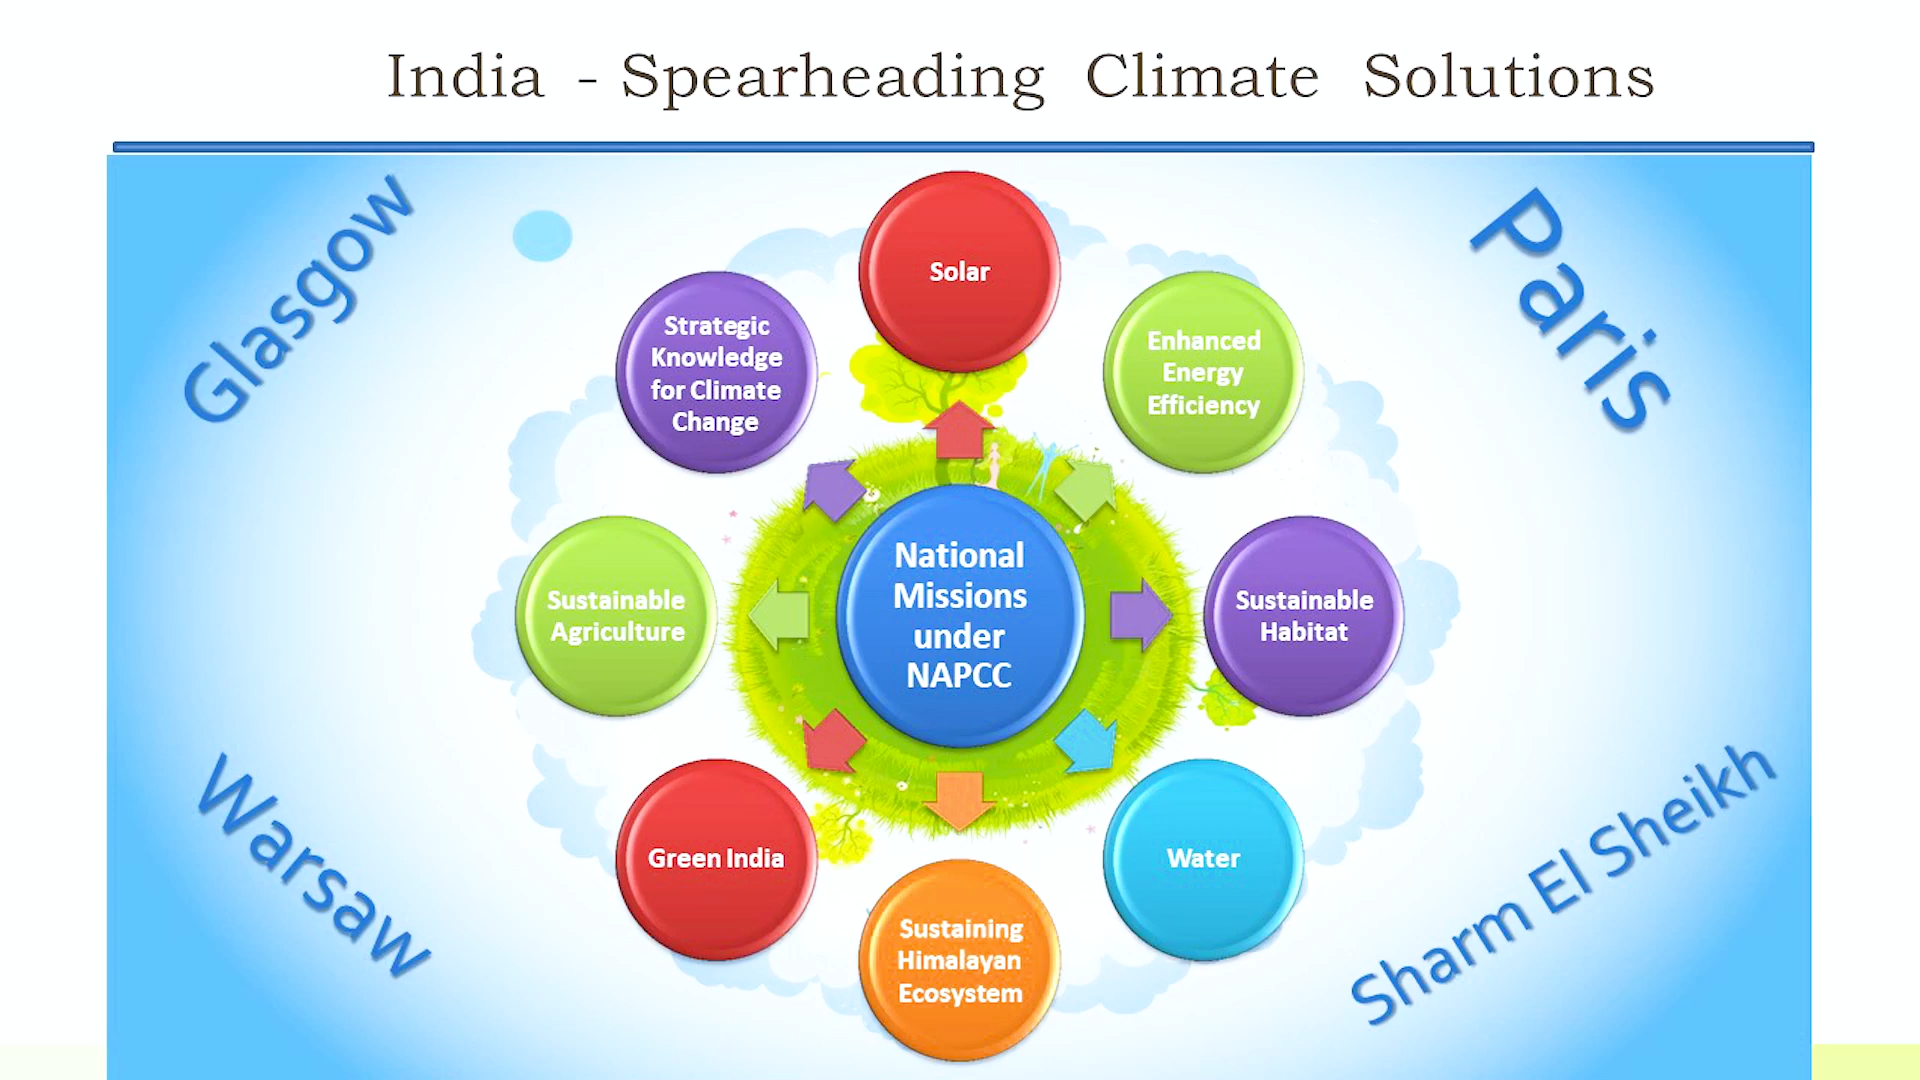 India - Spearheading Climate Solutions
Glasgow
Paris
Solar
Strategic
Knowledge
for Climate
Change
Enhanced
Energy
Efficiency
Sustainable
Agriculture
National
Missions
under
NAPCC
Sustainable
Habitat
Warsaw
Green India
Sustaining
Himalayan
Ecosystem
Water
Sharm El Sheikh